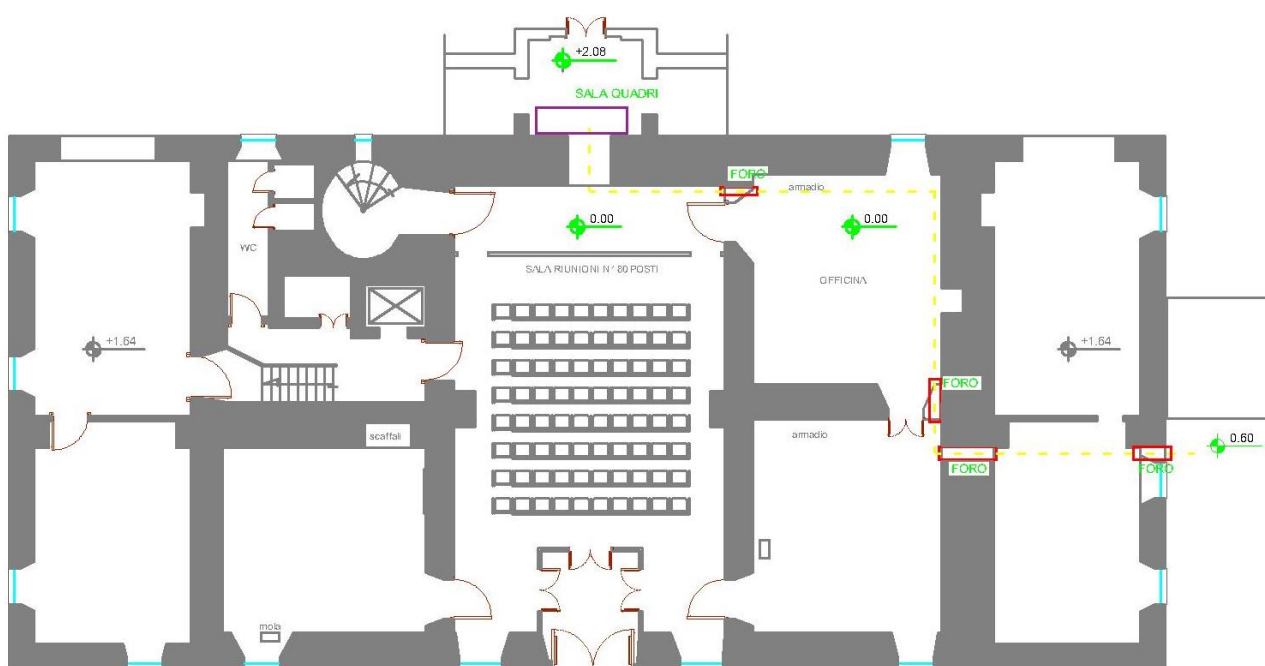 +2.08
SALA QUADRI
FORO
armadio
0.00
0.00
WC
SALA RIUNIONI N° 80 POSTI
OFFICINA
+1.64
+1.64
FORO
scaffali
armadio
0.60
FORO
FORO
mola